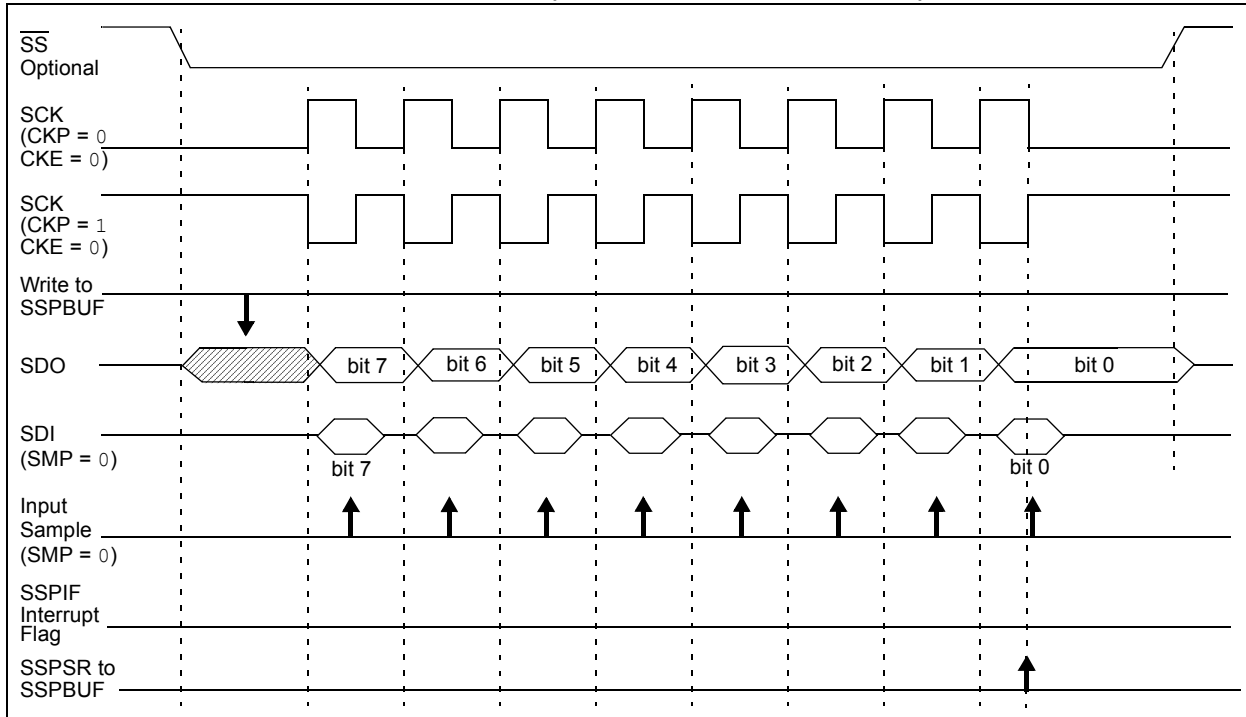 SS
Optional
SCK
(CKP = 0
CKE = 0)
SCK
(CKP = 1
CKE = 0)
Write to
SSPBUF
SDO
bit 7 bit 6 bit 5 bit 4 bit 3 bit 2 bit 1 bit 0
SDI
(SMP = 0)
bit 7 bit 0
Input
Sample
(SMP = 0)
SSPIF
Interrupt
Flag
SSPSR to
SSPBUF